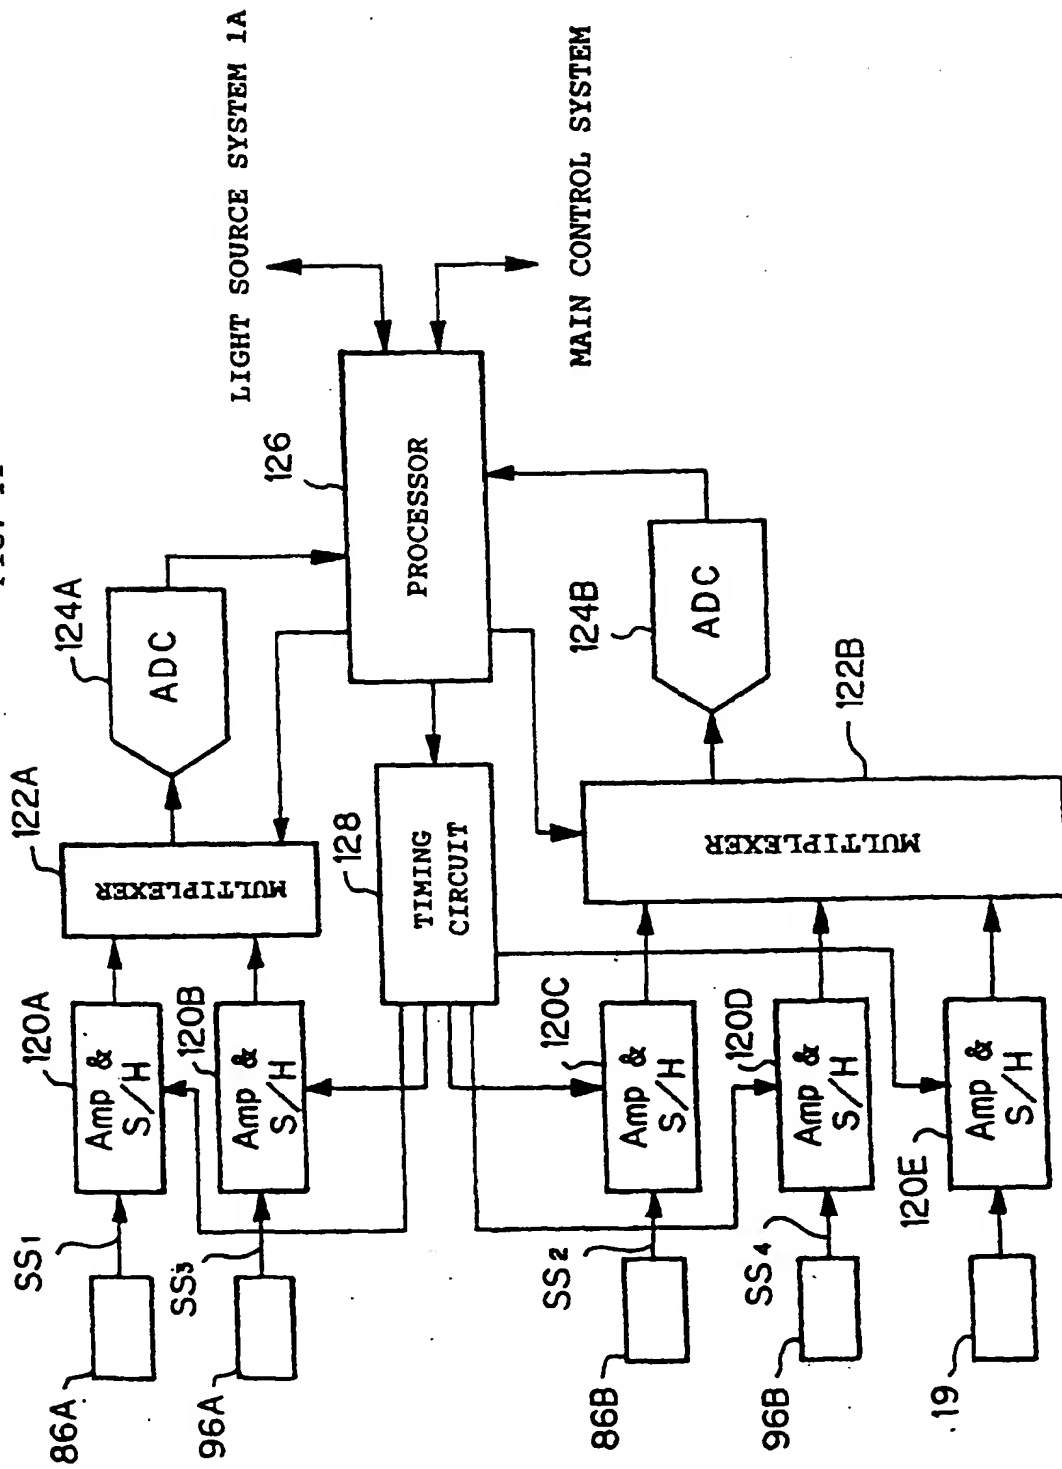 LIGHT SOURCE SYSTEM 1A
MAIN CONTROL SYSTEM
126
PROCESSOR
124A
ADC
124B
ADC
122A
MULTIPLEXER
128
TIMING
CIRCUIT
122B
MULTIPLEXER
120A
Amp &
S/H
120B
Amp &
S/H
120C
Amp &
S/H
120D
Amp &
S/H
120E
Amp &
S/H
SS1
SS3
SS2
SS4
86A
96A
86B
96B
19